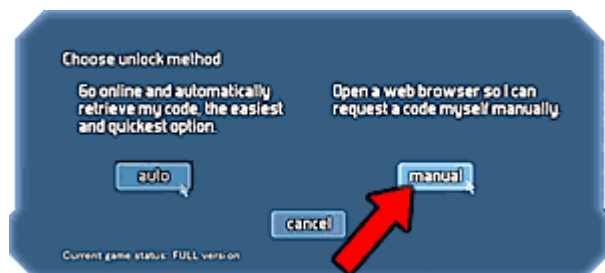 Choose unlock method
Go online and automatically
retrieve my code, the easiest
and quickest option.
Open a web browser so I can
request a code myself manually.
auto
manual
cancel
Current game status: FULL version